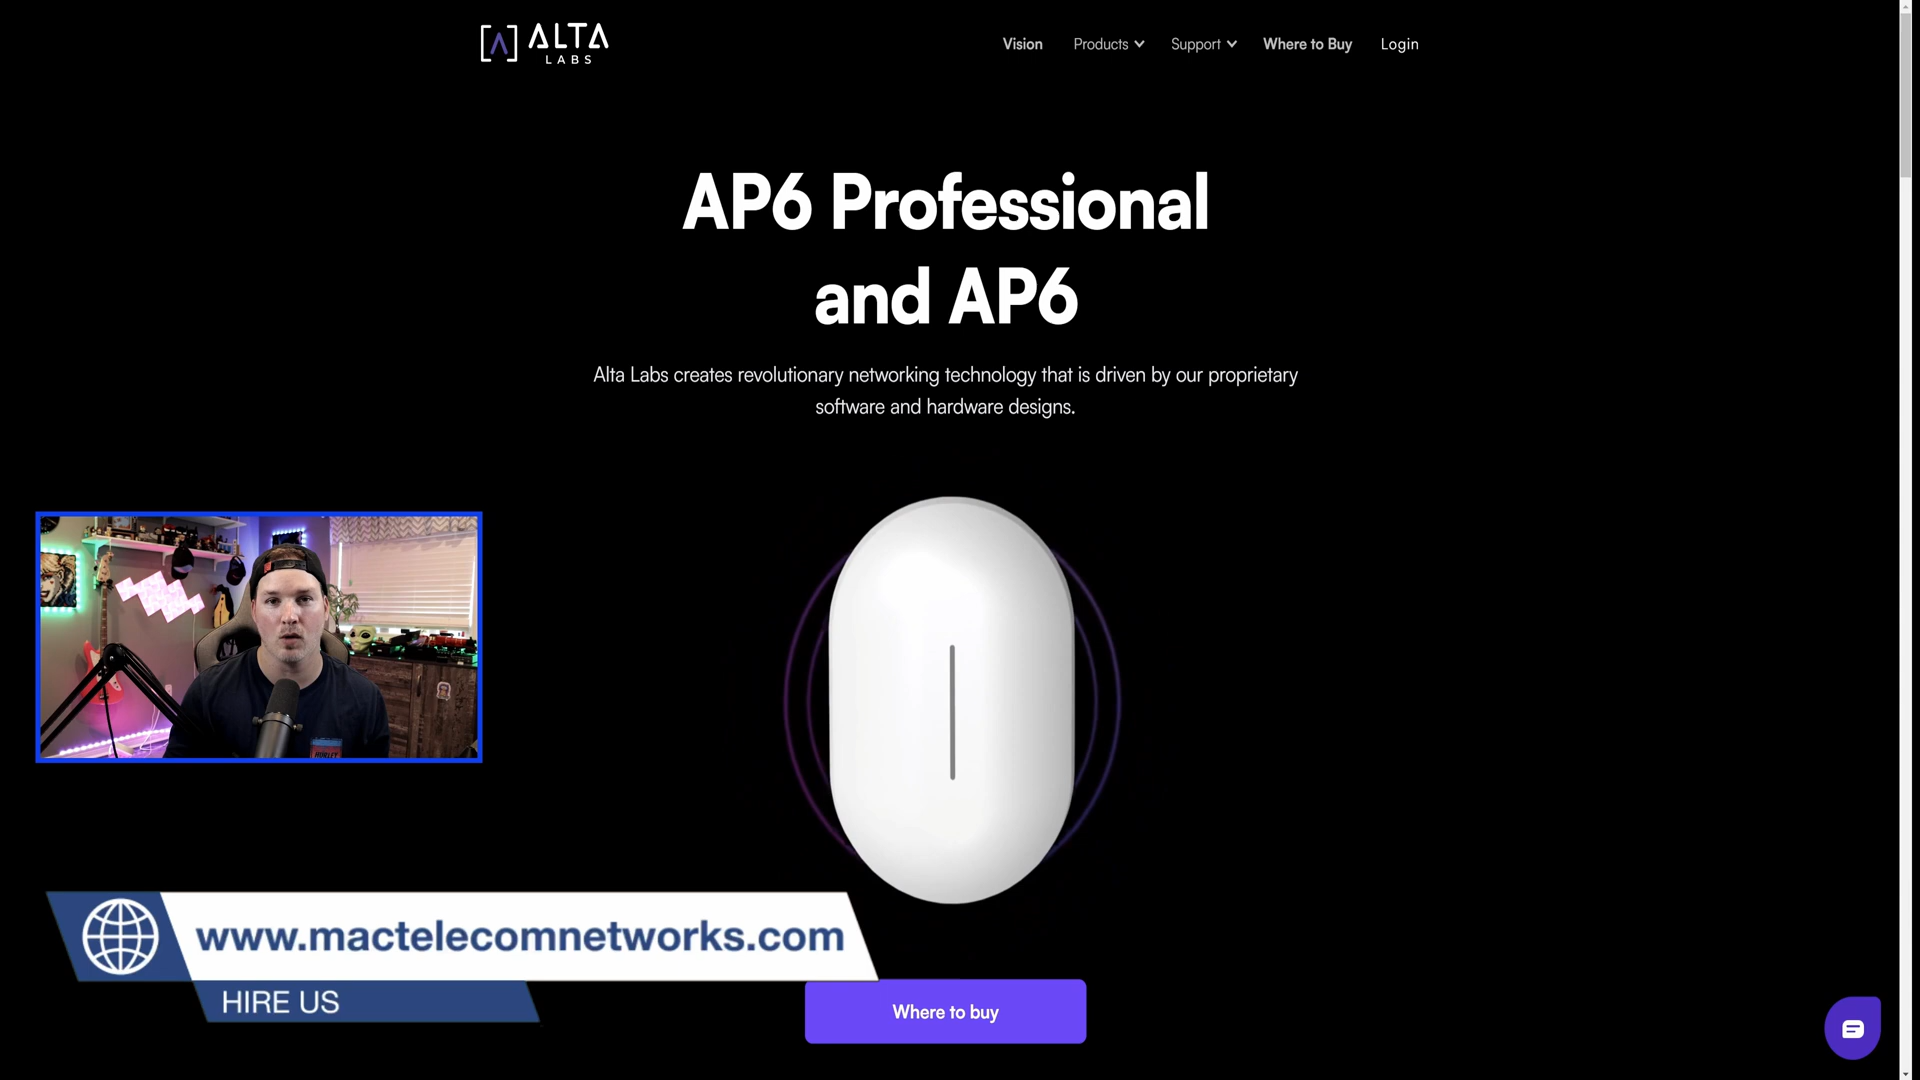 ALTA
LABS
Vision
Products
Support
Where to Buy
Login
AP6 Professional
and AP6
Alta Labs creates revolutionary networking technology that is driven by our proprietary
software and hardware designs.
HURLEY
www.mactelecomnetworks.com
HIRE US
Where to buy